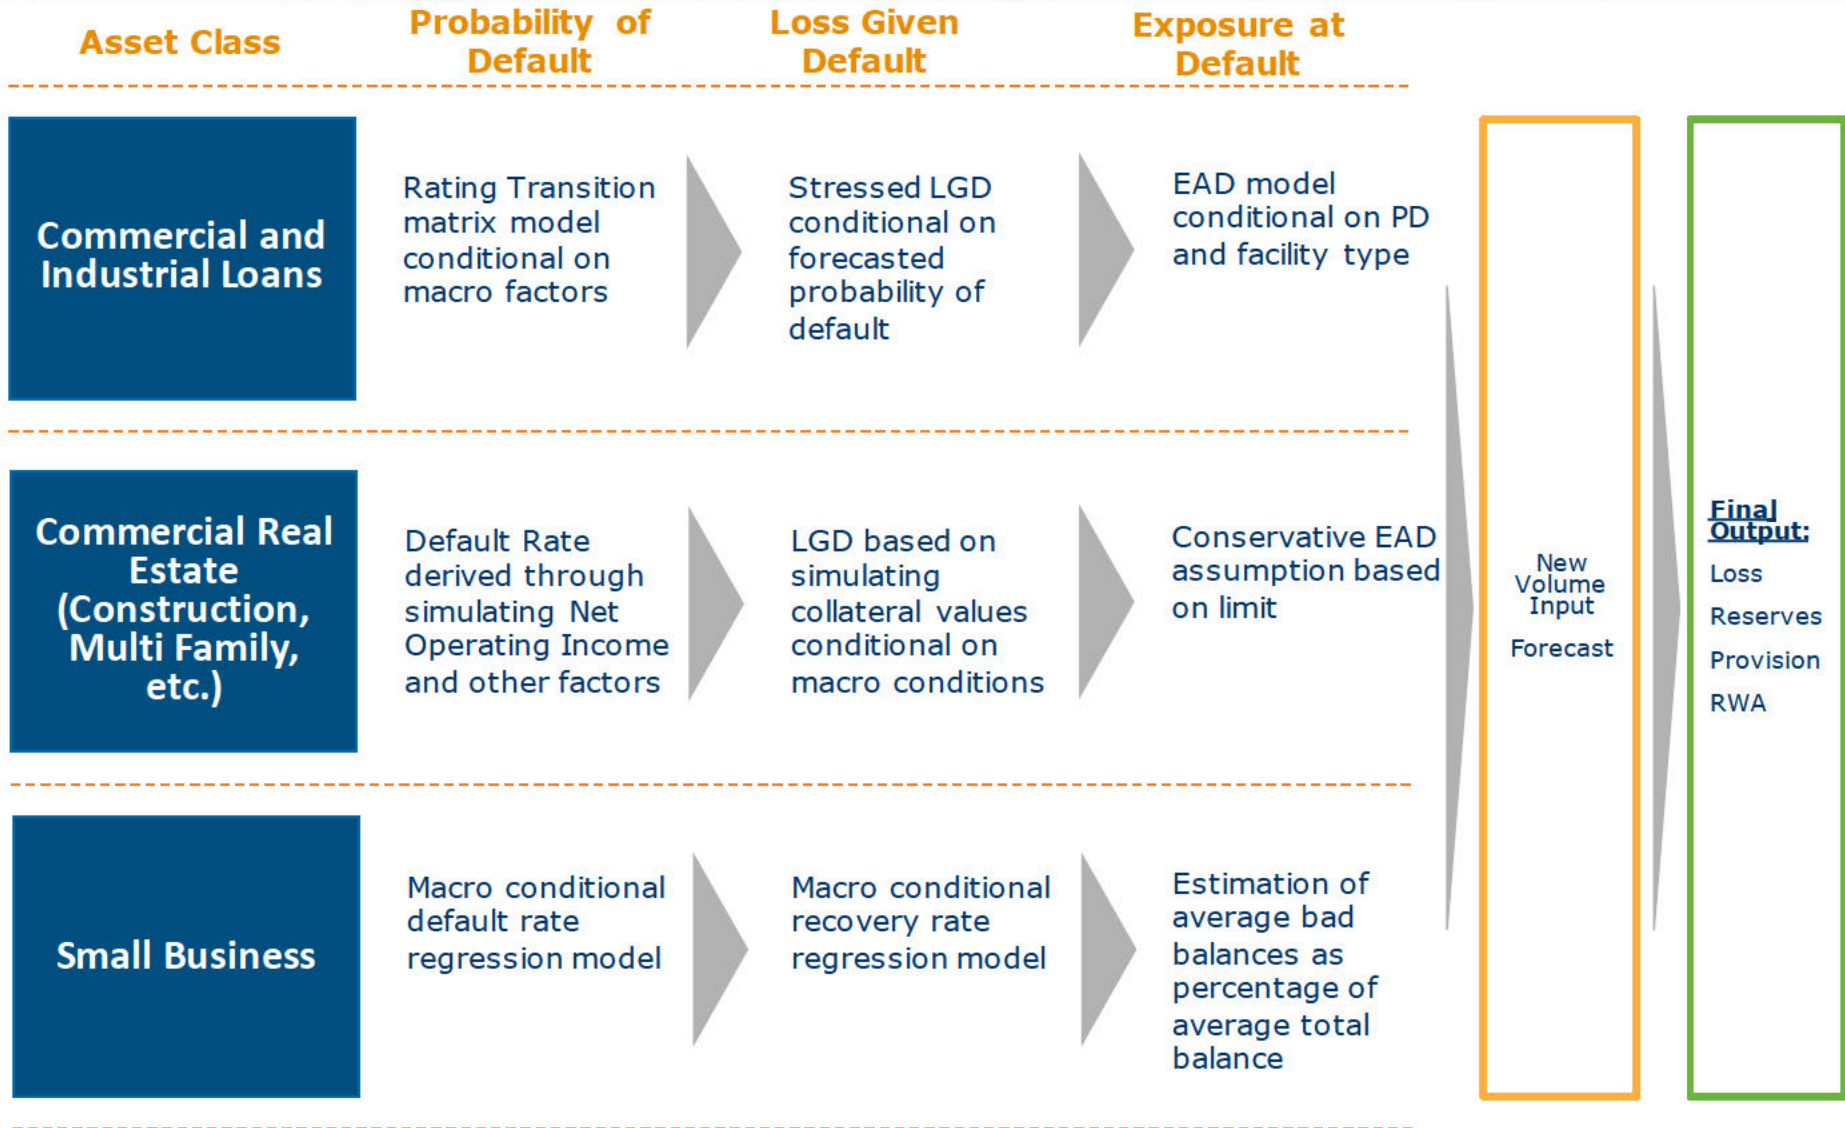 Asset Class
Probability of
Default
Loss Given
Default
Exposure at
Default
Commercial and
Industrial Loans
Rating Transition
matrix model
conditional on
macro factors
Stressed LGD
conditional on
forecasted
probability of
default
EAD model
conditional on PD
and facility type
Commercial Real
Estate
(Construction,
Multi Family,
etc.)
Default Rate
derived through
simulating Net
Operating Income
and other factors
LGD based on
simulating
collateral values
conditional on
macro conditions
Conservative EAD
assumption based
on limit
Small Business
Macro conditional
default rate
regression model
Macro conditional
recovery rate
regression model
Estimation of
average bad
balances as
percentage of
average total
balance
New
Volume
Input
Forecast
Final
Output:
Loss
Reserves
Provision
RWA